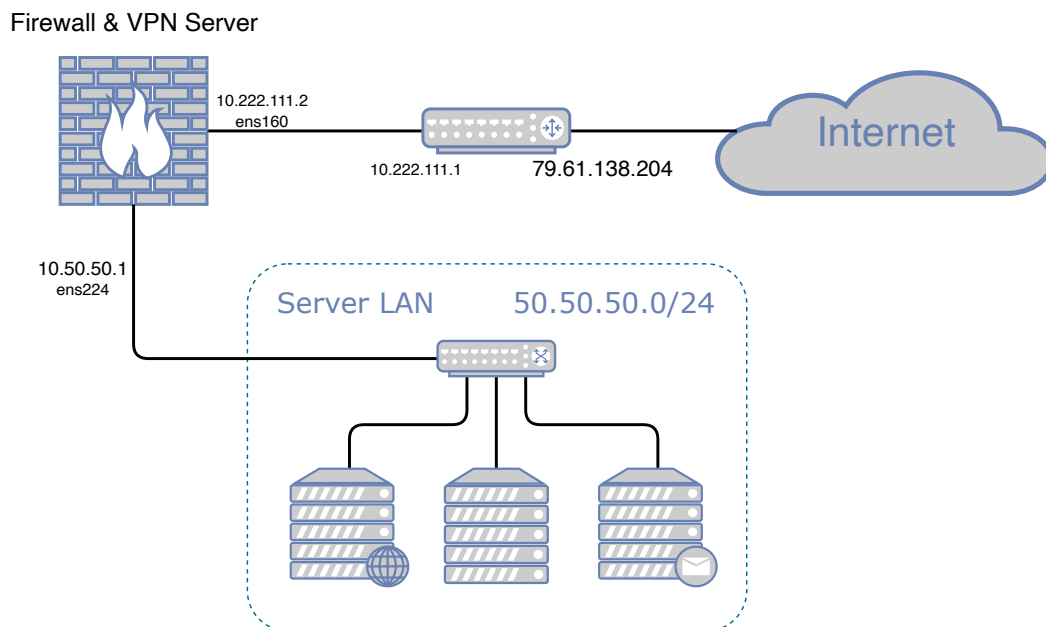 Firewall & VPN Server
10.222.111.2
ens160
10.222.111.1
79.61.138.204
Internet
10.50.50.1
ens224
Server LAN 50.50.50.0/24